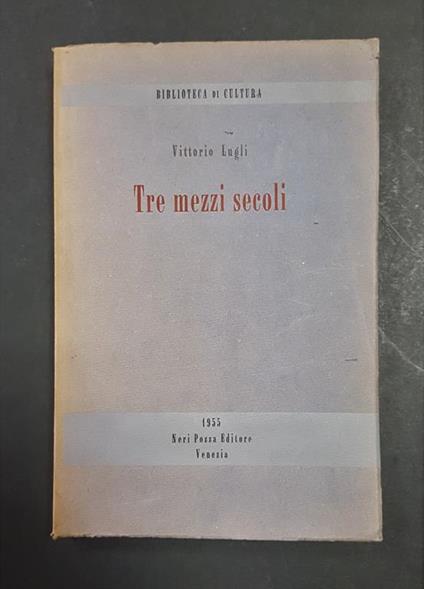 BIBLIOTECA DI CULTURA
Vittorio Lugli
Tre mezzi secoli
1955
Neri Pozza Editore
Venezia